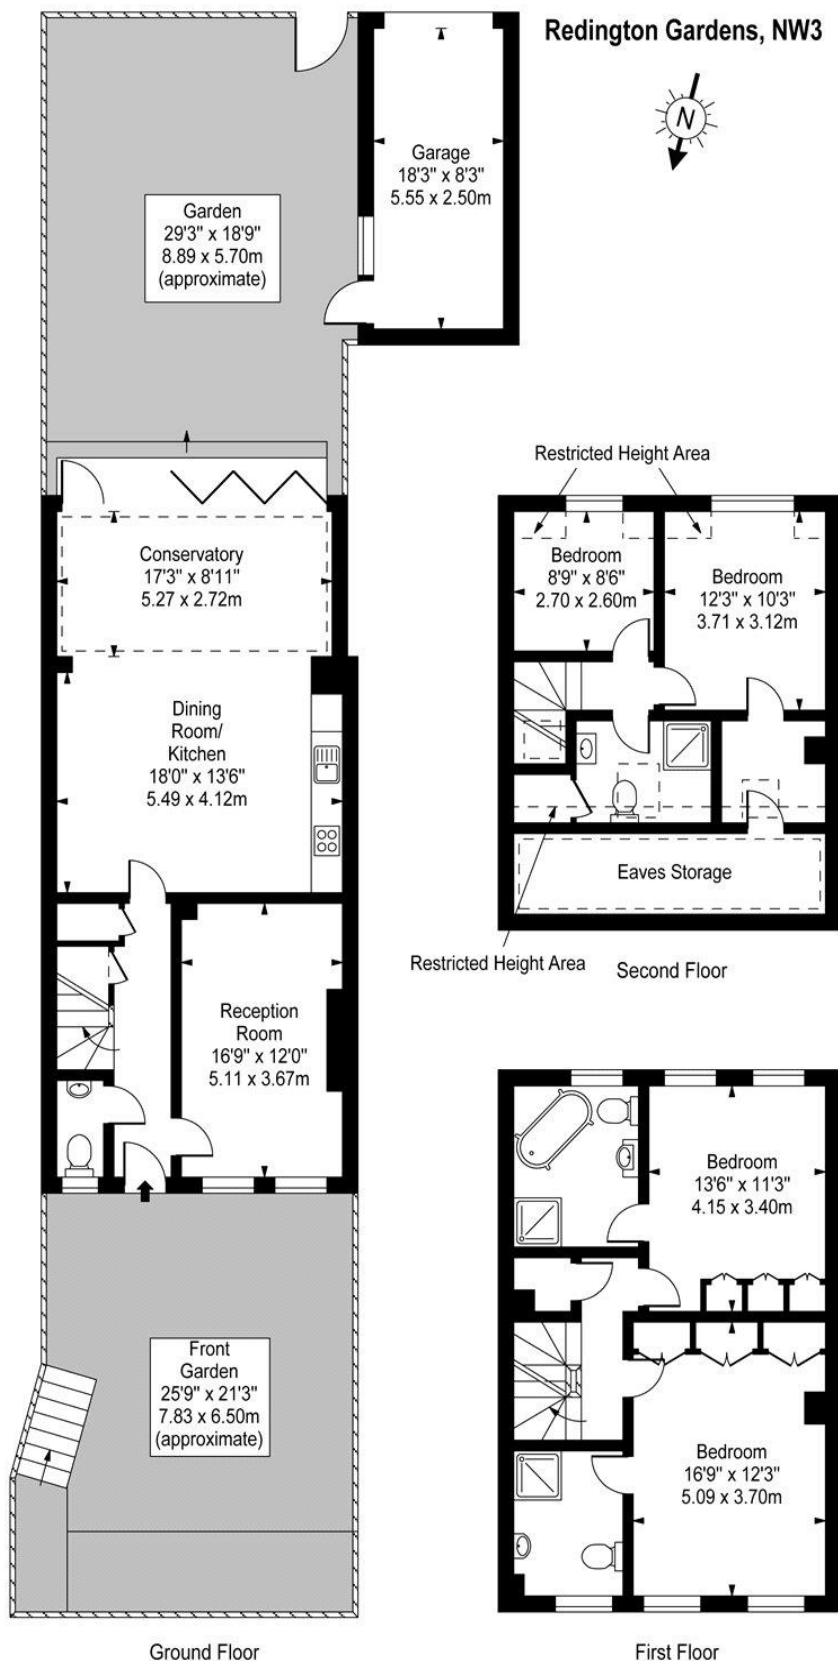 Redington Gardens, NW3
N
Garage
18'3" x 8'3"
5.55 x 2.50m
Garden
29'3" x 18'9"
8.89 x 5.70m
(approximate)
Conservatory
17'3" x 8'11"
5.27 x 2.72m
Dining
Room/
Kitchen
18'0" x 13'6"
5.49 x 4.12m
Reception
Room
16'9" x 12'0"
5.11 x 3.67m
Front
Garden
25'9" x 21'3"
7.83 x 6.50m
(approximate)
Ground Floor
Restricted Height Area
Bedroom
8'9" x 8'6"
2.70 x 2.60m
Bedroom
12'3" x 10'3"
3.71 x 3.12m
Eaves Storage
Restricted Height Area
Second Floor
Bedroom
13'6" x 11'3"
4.15 x 3.40m
Bedroom
16'9" x 12'3"
5.09 x 3.70m
First Floor